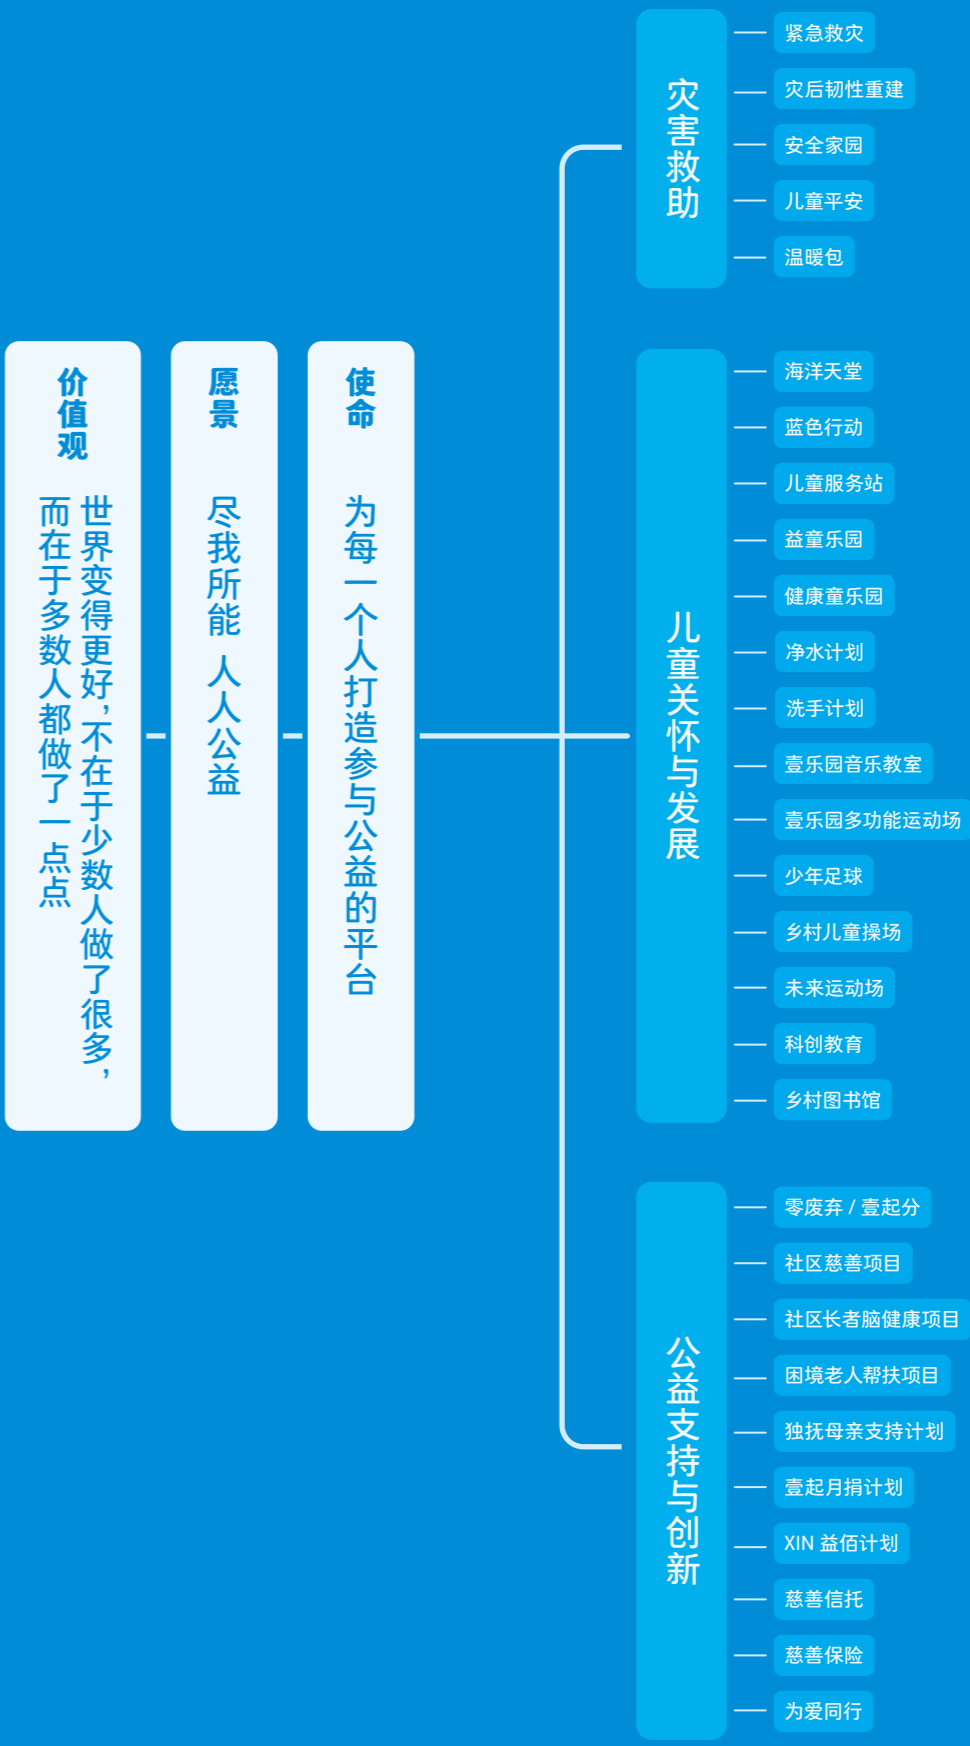 价值观
世界变得更好，不在于少数人做了很多，
而在于多数人都做了一点点
愿景
尽我所能 人人公益
使命
为每一个人打造参与公益的平台
灾害救助
紧急救灾
灾后韧性重建
安全家园
儿童平安
温暖包
儿童关怀与发展
海洋天堂
蓝色行动
儿童服务站
益童乐园
健康童乐园
净水计划
洗手计划
壹乐园音乐教室
壹乐园多功能运动场
少年足球
乡村儿童操场
未来运动场
科创教育
乡村图书馆
公益支持与创新
零废弃 / 壹起分
社区慈善项目
社区长者脑健康项目
困境老人帮扶项目
独抚母亲支持计划
壹起月捐计划
XIN 益佰计划
慈善信托
慈善保险
为爱同行